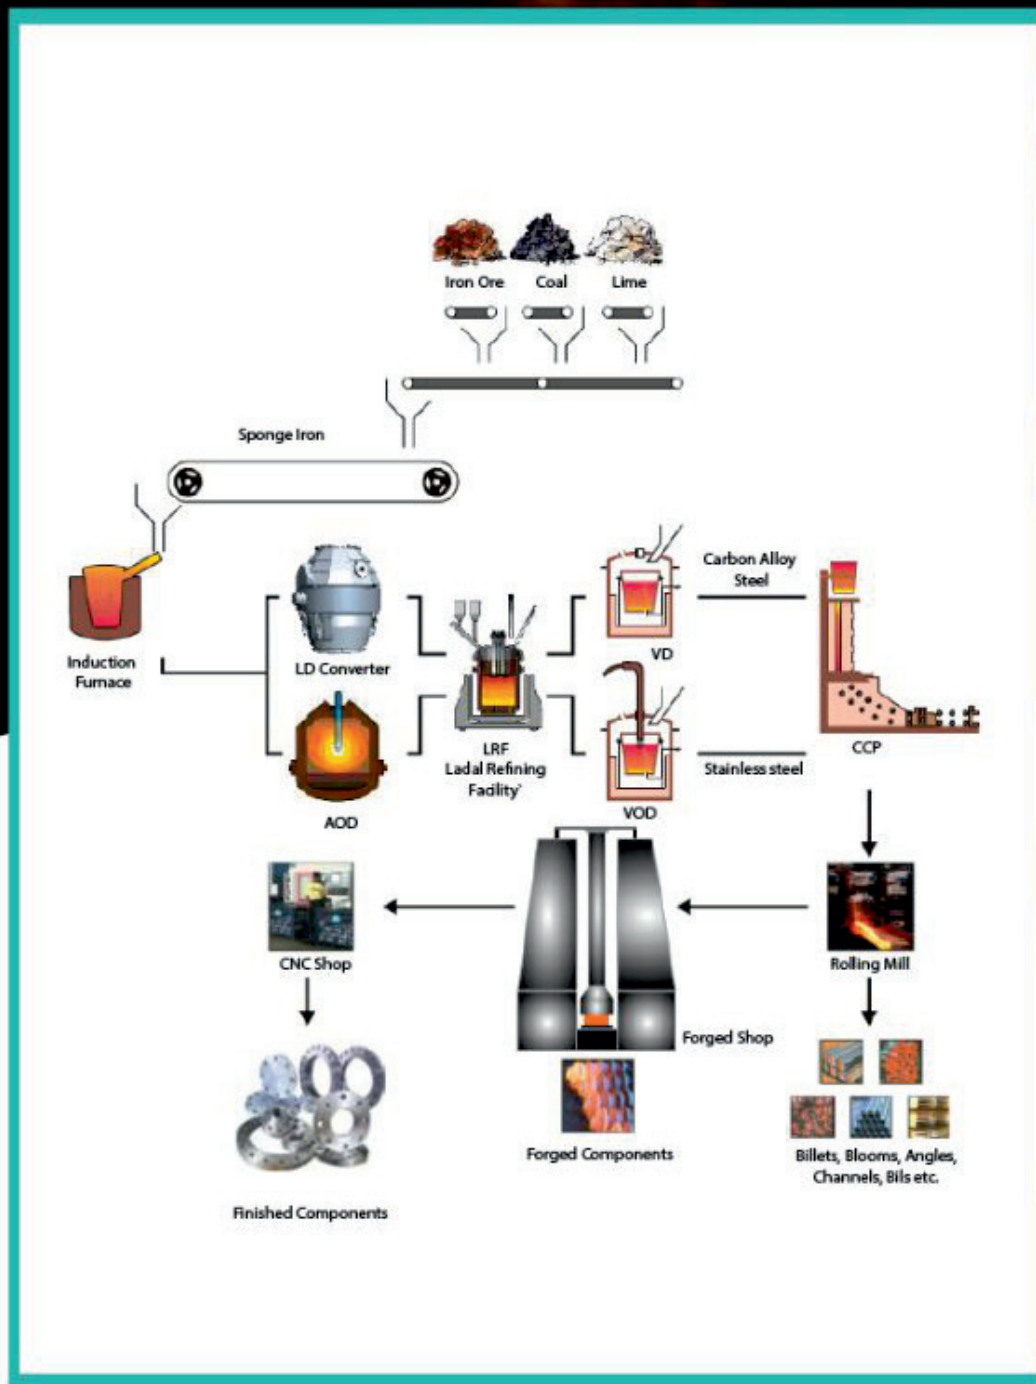 Iron Ore
Coal
Lime
Sponge Iron
Induction
Furnace
LD Converter
AOD
LRF
Ladal Refining
Facility`
VD
Carbon Alloy
Steel
VOD
Stainless steel
CCP
CNC Shop
Rolling Mill
Forged Shop
Forged Components
Billets, Blooms, Angles,
Channels, Bils etc.
Finished Components